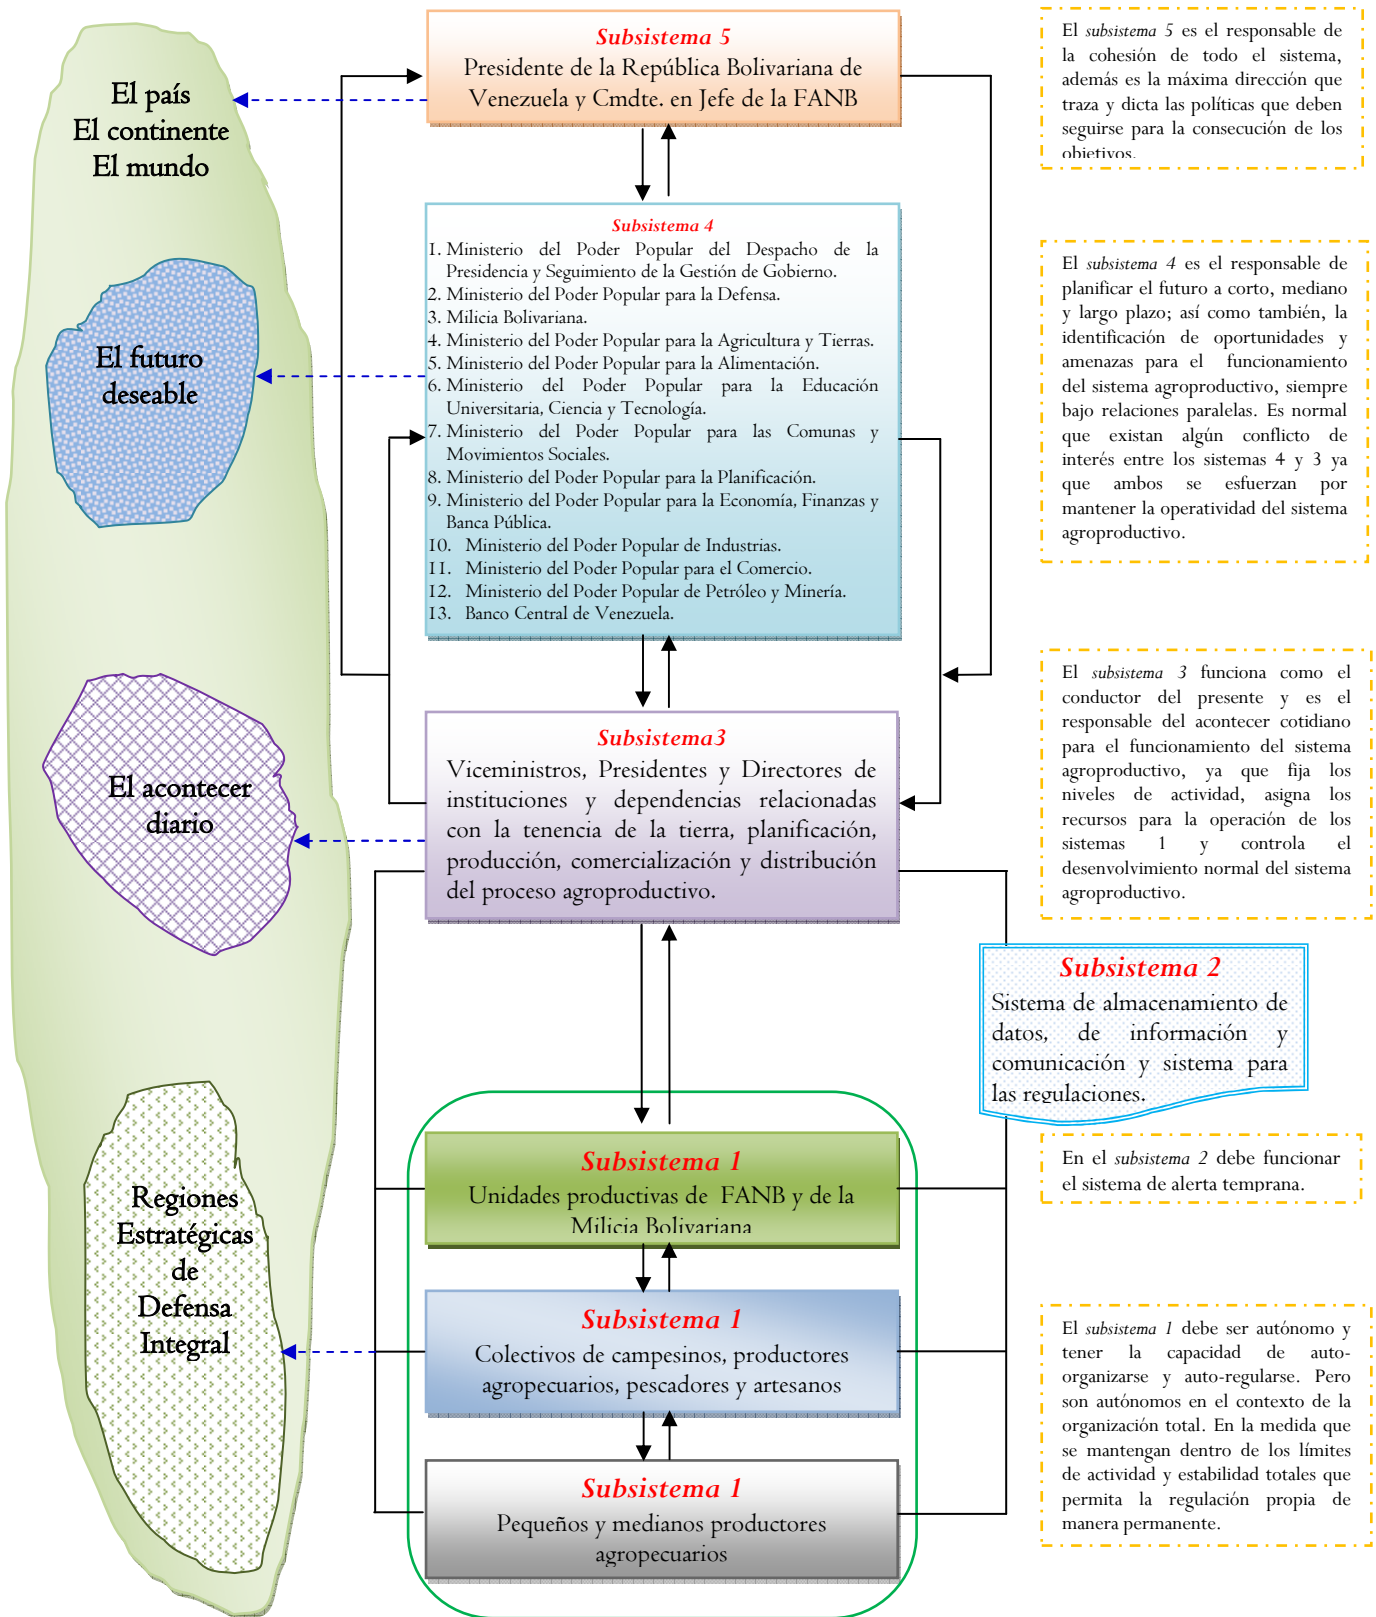 El país
El continente
El mundo
El futuro
deseable
El acontecer
diario
Regiones
Estratégicas
de
Defensa
Integral
Subsistema 5
Presidente de la República Bolivariana de
Venezuela y Cmdte. en Jefe de la FANB
Subsistema 4
1. Ministerio del Poder Popular del Despacho de la
Presidencia y Seguimiento de la Gestión de Gobierno.
2. Ministerio del Poder Popular para la Defensa.
3. Milicia Bolivariana.
4. Ministerio del Poder Popular para la Agricultura y Tierras.
5. Ministerio del Poder Popular para la Alimentación.
6. Ministerio del Poder Popular para la Educación
Universitaria, Ciencia y Tecnología.
7. Ministerio del Poder Popular para las Comunas y
Movimientos Sociales.
8. Ministerio del Poder Popular para la Planificación.
9. Ministerio del Poder Popular para la Economía, Finanzas y
Banca Pública.
10. Ministerio del Poder Popular de Industrias.
11. Ministerio del Poder Popular para el Comercio.
12. Ministerio del Poder Popular de Petróleo y Minería.
13. Banco Central de Venezuela.
Subsistema3
Viceministros, Presidentes y Directores de
instituciones y dependencias relacionadas
con la tenencia de la tierra, planificación,
producción, comercialización y distribución
del proceso agroproductivo.
Subsistema 2
Sistema de almacenamiento de
datos, de información y
comunicación y sistema para
las regulaciones.
Subsistema 1
Unidades productivas de FANB y de la
Milicia Bolivariana
Subsistema 1
Colectivos de campesinos, productores
agropecuarios, pescadores y artesanos
Subsistema 1
Pequeños y medianos productores
agropecuarios
El subsistema 5 es el responsable de
la cohesión de todo el sistema,
además es la máxima dirección que
traza y dicta las políticas que deben
seguirse para la consecución de los
objetivos.
El subsistema 4 es el responsable de
planificar el futuro a corto, mediano
y largo plazo; así como también, la
identificación de oportunidades y
amenazas para el funcionamiento
del sistema agroproductivo, siempre
bajo relaciones paralelas. Es normal
que existan algún conflicto de
interés entre los sistemas 4 y 3 ya
que ambos se esfuerzan por
mantener la operatividad del sistema
agroproductivo.
El subsistema 3 funciona como el
conductor del presente y es el
responsable del acontecer cotidiano
para el funcionamiento del sistema
agroproductivo, ya que fija los
niveles de actividad, asigna los
recursos para la operación de los
sistemas 1 y controla el
desenvolvimiento normal del sistema
agroproductivo.
En el subsistema 2 debe funcionar
el sistema de alerta temprana.
El subsistema 1 debe ser autónomo y
tener la capacidad de auto-
organizarse y auto-regularse. Pero
son autónomos en el contexto de la
organización total. En la medida que
se mantengan dentro de los límites
de actividad y estabilidad totales que
permita la regulación propia de
manera permanente.